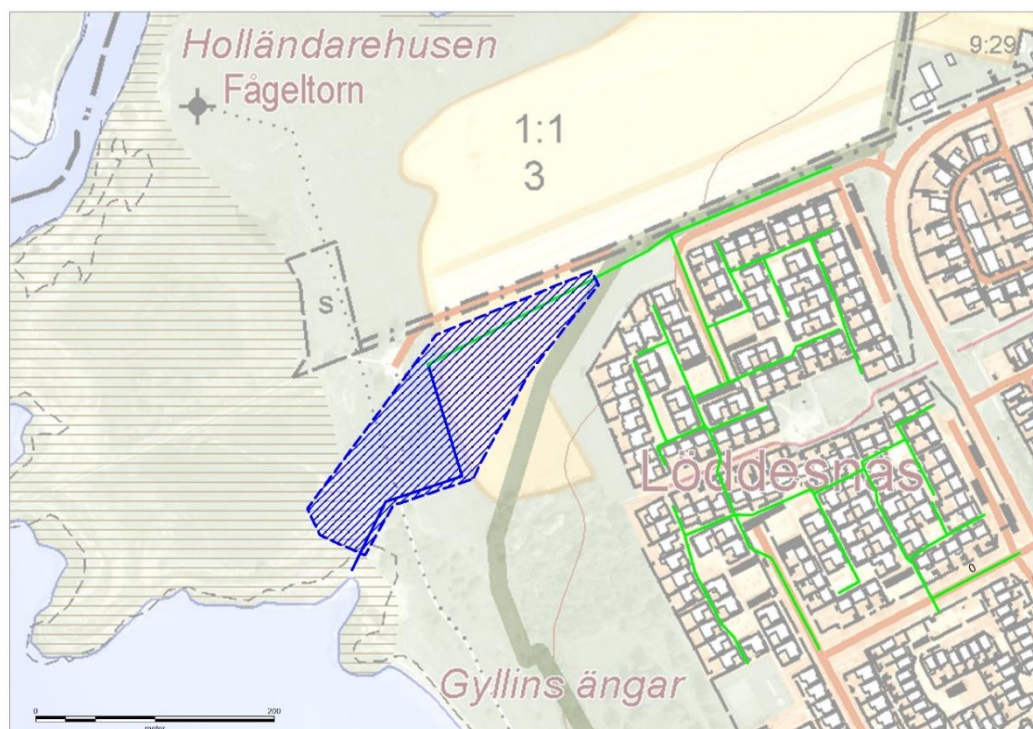 Holländarehusen
Fågeltorn
9:29
1:1
3
S
Löddesnäs
0
Gyllins ängar
0 200
meter